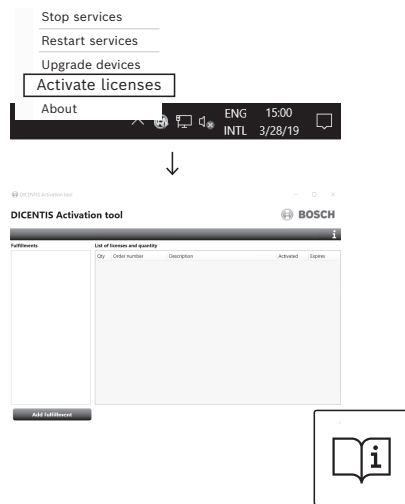 Stop services
Restart services
Upgrade devices
Activate licenses
About
ENG 15:00
INTL 3/28/19
DICENTIS Activation tool
DICENTIS Activation tool BOSCH
i
Fulfillments List of licenses and quantity
Qty Order number Description Activated Expires
Add Fulfillment
i